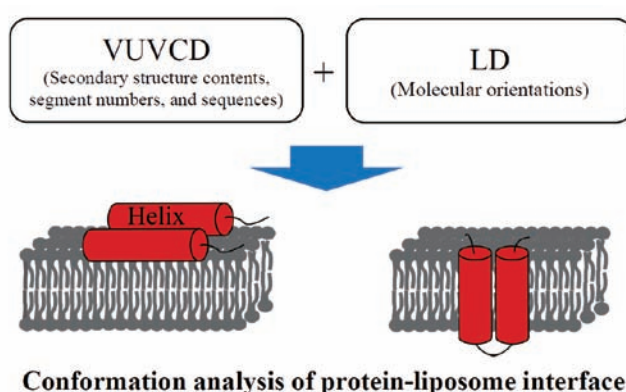 VUVCD
(Secondary structure contents,
segment numbers, and sequences)
+
LD
(Molecular orientations)
Helix
Conformation analysis of protein-liposome interface